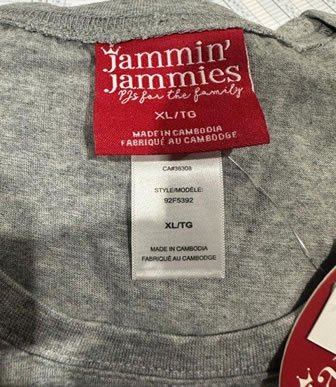 jammin'
jammies
PJs for the family
XL/TG
MADE IN CAMBODIA
FABRIQUÉ AU CAMBODGE
CA#36308
STYLE/MODÈLE:
92F5392
XL/TG
MADE IN CAMBODIA
FABRIQUÉ AU CAMBODGE